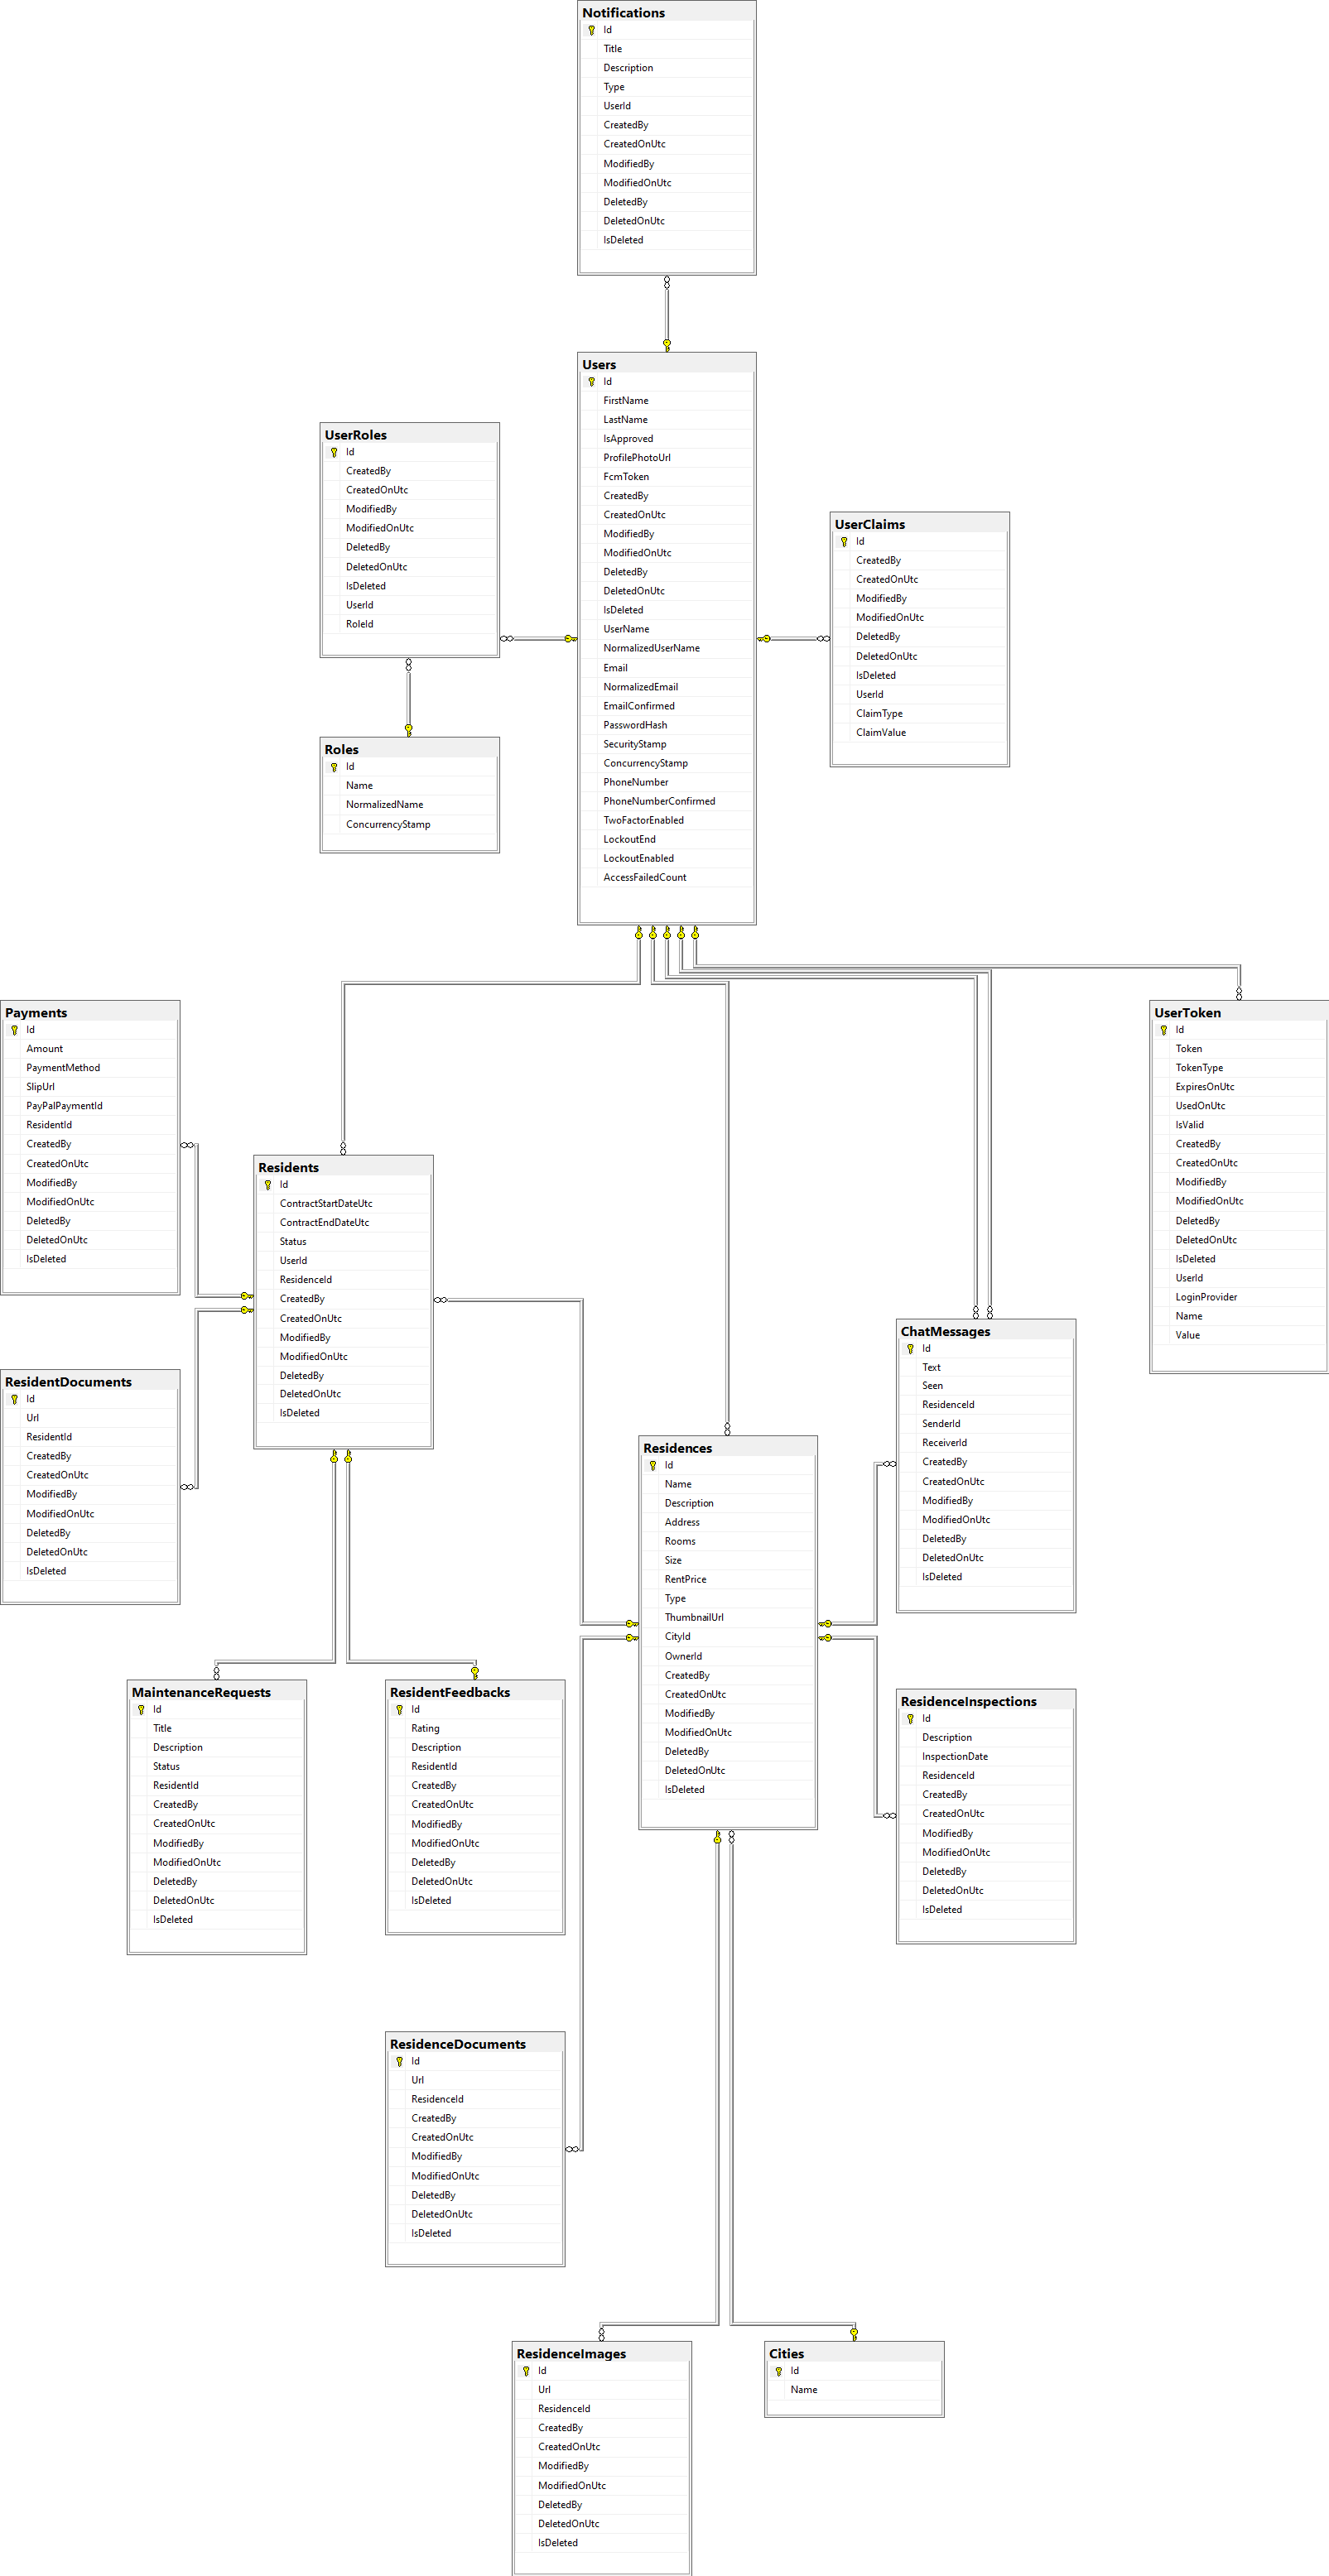 Notifications
Id
Title
Description
Type
UserId
CreatedBy
CreatedOnUtc
ModifiedBy
ModifiedOnUtc
DeletedBy
DeletedOnUtc
IsDeleted
Users
Id
FirstName
LastName
IsApproved
ProfilePhotoUrl
FcmToken
CreatedBy
CreatedOnUtc
ModifiedBy
ModifiedOnUtc
DeletedBy
DeletedOnUtc
IsDeleted
UserName
NormalizedUserName
Email
NormalizedEmail
EmailConfirmed
PasswordHash
SecurityStamp
ConcurrencyStamp
PhoneNumber
PhoneNumberConfirmed
TwoFactorEnabled
LockoutEnd
LockoutEnabled
AccessFailedCount
UserRoles
Id
CreatedBy
CreatedOnUtc
ModifiedBy
ModifiedOnUtc
DeletedBy
DeletedOnUtc
IsDeleted
UserId
RoleId
UserClaims
Id
CreatedBy
CreatedOnUtc
ModifiedBy
ModifiedOnUtc
DeletedBy
DeletedOnUtc
IsDeleted
UserId
ClaimType
ClaimValue
Roles
Id
Name
NormalizedName
ConcurrencyStamp
Payments
Id
Amount
PaymentMethod
SlipUrl
PayPalPaymentId
ResidentId
CreatedBy
CreatedOnUtc
ModifiedBy
ModifiedOnUtc
DeletedBy
DeletedOnUtc
IsDeleted
UserToken
Id
Token
TokenType
ExpiresOnUtc
UsedOnUtc
IsValid
CreatedBy
CreatedOnUtc
ModifiedBy
ModifiedOnUtc
DeletedBy
DeletedOnUtc
IsDeleted
UserId
LoginProvider
Name
Value
Residents
Id
ContractStartDateUtc
ContractEndDateUtc
Status
UserId
ResidenceId
CreatedBy
CreatedOnUtc
ModifiedBy
ModifiedOnUtc
DeletedBy
DeletedOnUtc
IsDeleted
ChatMessages
Id
Text
Seen
ResidenceId
SenderId
ReceiverId
CreatedBy
CreatedOnUtc
ModifiedBy
ModifiedOnUtc
DeletedBy
DeletedOnUtc
IsDeleted
ResidentDocuments
Id
Url
ResidentId
CreatedBy
CreatedOnUtc
ModifiedBy
ModifiedOnUtc
DeletedBy
DeletedOnUtc
IsDeleted
Residences
Id
Name
Description
Address
Rooms
Size
RentPrice
Type
ThumbnailUrl
CityId
OwnerId
CreatedBy
CreatedOnUtc
ModifiedBy
ModifiedOnUtc
DeletedBy
DeletedOnUtc
IsDeleted
MaintenanceRequests
Id
Title
Description
Status
ResidentId
CreatedBy
CreatedOnUtc
ModifiedBy
ModifiedOnUtc
DeletedBy
DeletedOnUtc
IsDeleted
ResidentFeedbacks
Id
Rating
Description
ResidentId
CreatedBy
CreatedOnUtc
ModifiedBy
ModifiedOnUtc
DeletedBy
DeletedOnUtc
IsDeleted
ResidenceInspections
Id
Description
InspectionDate
ResidenceId
CreatedBy
CreatedOnUtc
ModifiedBy
ModifiedOnUtc
DeletedBy
DeletedOnUtc
IsDeleted
ResidenceDocuments
Id
Url
ResidenceId
CreatedBy
CreatedOnUtc
ModifiedBy
ModifiedOnUtc
DeletedBy
DeletedOnUtc
IsDeleted
ResidenceImages
Id
Url
ResidenceId
CreatedBy
CreatedOnUtc
ModifiedBy
ModifiedOnUtc
DeletedBy
DeletedOnUtc
IsDeleted
Cities
Id
Name